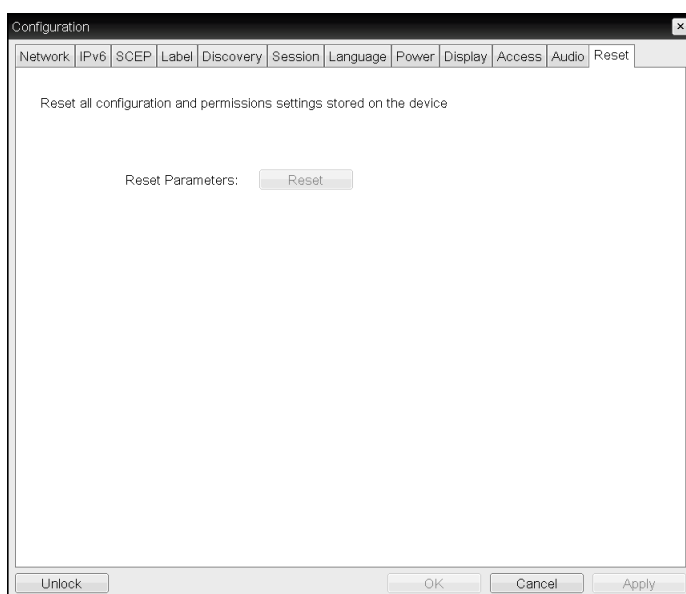 Configuration
Network IPv6 SCEP Label Discovery Session Language Power Display Access Audio Reset
Reset all configuration and permissions settings stored on the device
Reset Parameters: Reset
Unlock OK Cancel Apply